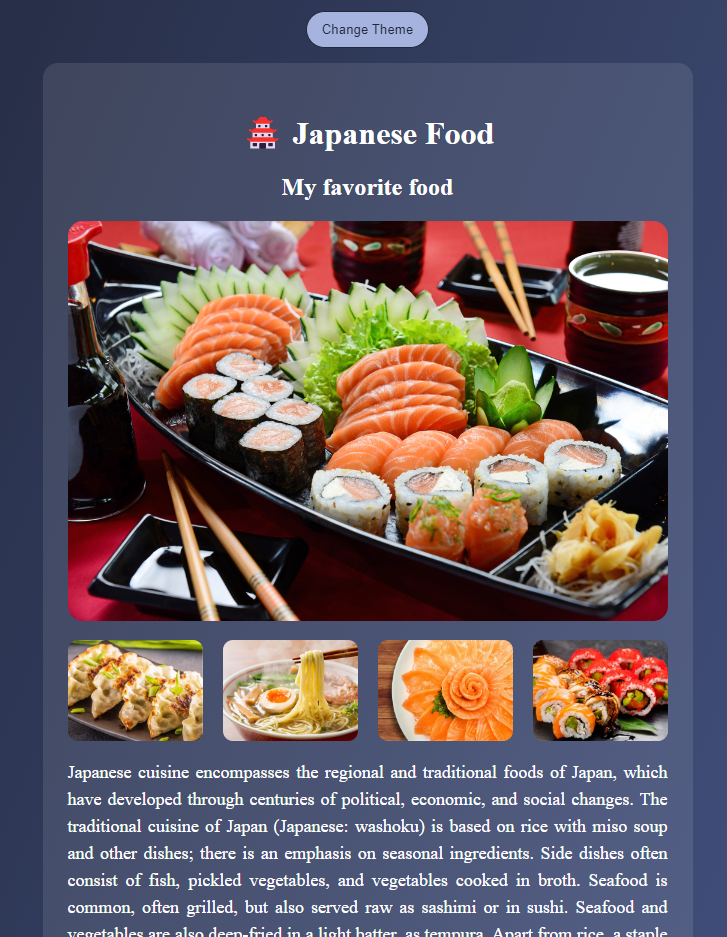 Change Theme
Japanese Food
My favorite food
Japanese cuisine encompasses the regional and traditional foods of Japan, which
have developed through centuries of political, economic, and social changes. The
traditional cuisine of Japan (Japanese: washoku) is based on rice with miso soup
and other dishes; there is an emphasis on seasonal ingredients. Side dishes often
consist of fish, pickled vegetables, and vegetables cooked in broth. Seafood is
common, often grilled, but also served raw as sashimi or in sushi. Seafood and
vegetables are also deep-fried in a light batter, as tempura. Apart from rice, a staple